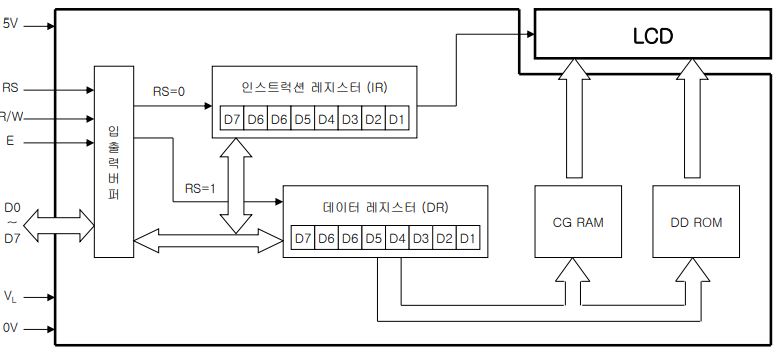 5V
LCD
RS
R/W
E
D0
~
D7
VL
0V
입출력버퍼
RS=0
인스트럭션 레지스터 (IR)
D7 D6 D6 D5 D4 D3 D2 D1
RS=1
데이터 레지스터 (DR)
D7 D6 D6 D5 D4 D3 D2 D1
CG RAM
DD ROM